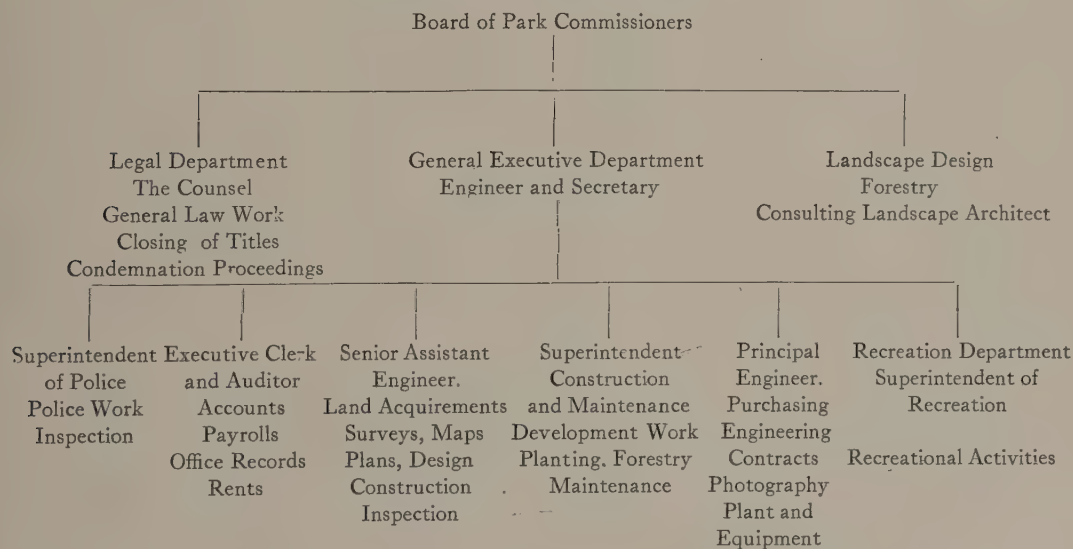 Board of Park Commissioners
Legal Department
The Counsel
General Law Work
Closing of Titles
Condemnation Proceedings
General Executive Department
Engineer and Secretary
Landscape Design
Forestry
Consulting Landscape Architect
Superintendent
of Police
Police Work
Inspection
Executive Clerk
and Auditor
Accounts
Payrolls
Office Records
Rents
Senior Assistant
Engineer.
Land Acquirements
Surveys, Maps
Plans, Design
Construction
Inspection
Superintendent
Construction
and Maintenance
Development Work
Planting. Forestry
Maintenance
Principal
Engineer.
Purchasing
Engineering
Contracts
Photography
Plant and
Equipment
Recreation Department
Superintendent of
Recreation
Recreational Activities